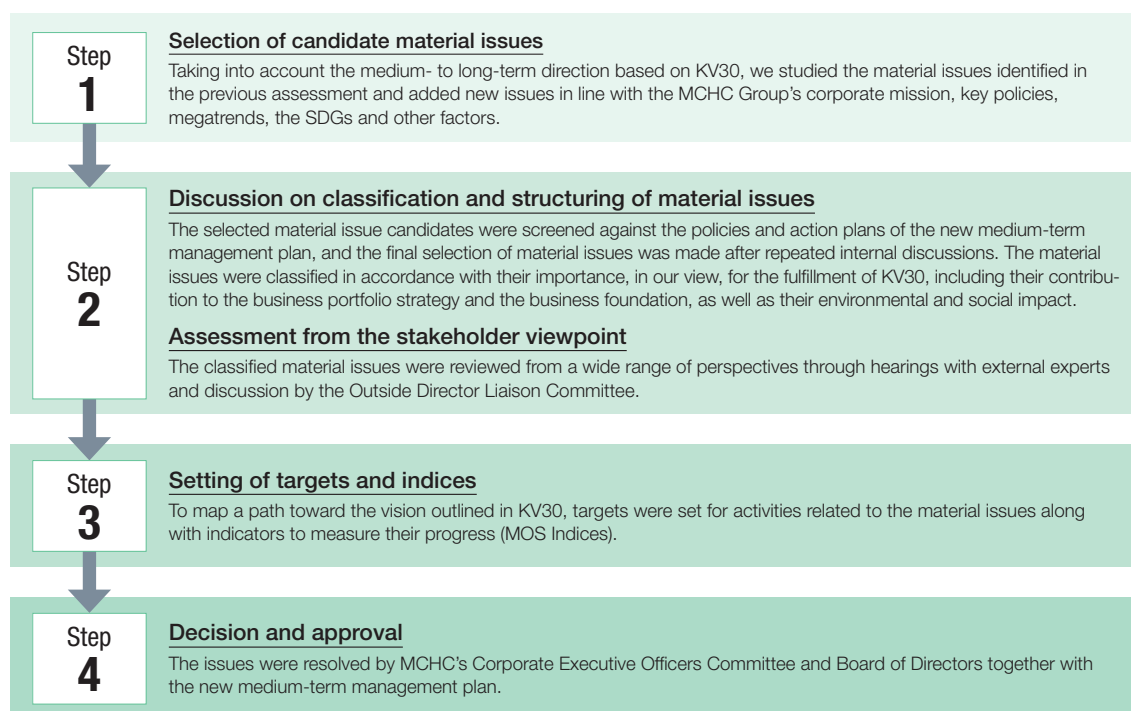 Step
1
Selection of candidate material issues
Taking into account the medium- to long-term direction based on KV30, we studied the material issues identified in
the previous assessment and added new issues in line with the MCHC Group's corporate mission, key policies,
megatrends, the SDGs and other factors.
Step
2
Discussion on classification and structuring of material issues
The selected material issue candidates were screened against the policies and action plans of the new medium-term
management plan, and the final selection of material issues was made after repeated internal discussions. The material
issues were classified in accordance with their importance, in our view, for the fulfillment of KV30, including their contribu-
tion to the business portfolio strategy and the business foundation, as well as their environmental and social impact.
Assessment from the stakeholder viewpoint
The classified material issues were reviewed from a wide range of perspectives through hearings with external experts
and discussion by the Outside Director Liaison Committee.
Step
3
Setting of targets and indices
To map a path toward the vision outlined in KV30, targets were set for activities related to the material issues along
with indicators to measure their progress (MOS Indices).
Step
4
Decision and approval
The issues were resolved by MCHC's Corporate Executive Officers Committee and Board of Directors together with
the new medium-term management plan.